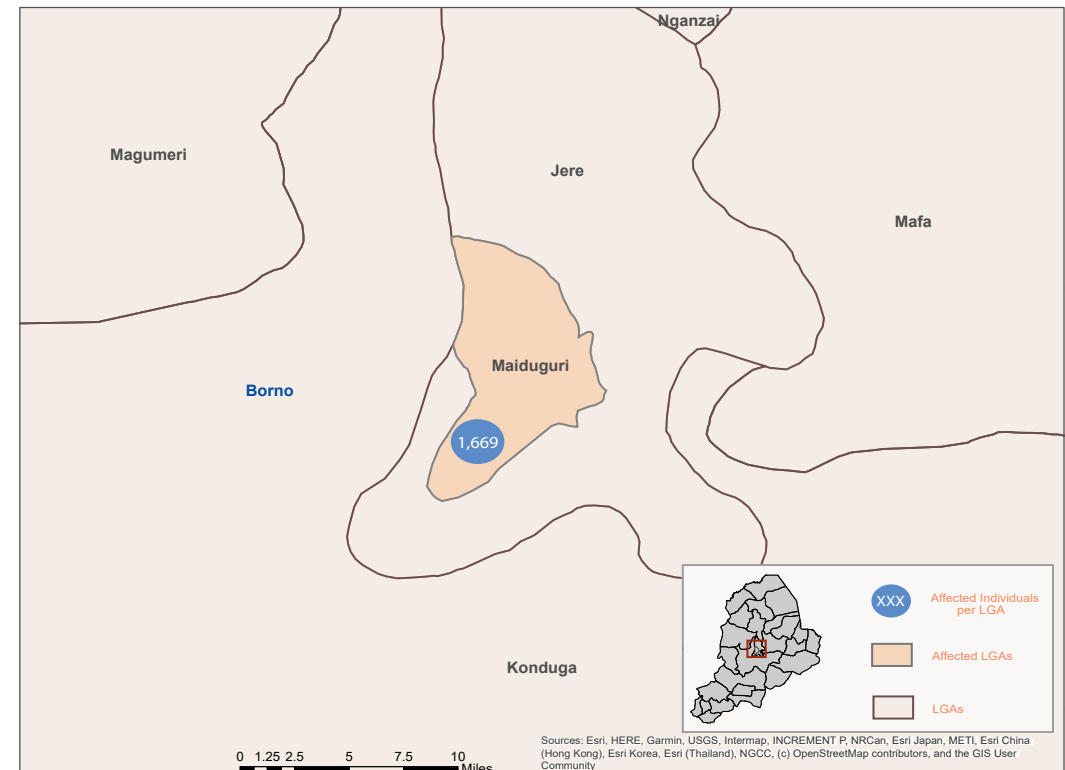 Nganzai
Magumeri
Jere
Mafa
Maiduguri
Borno
1,669
Konduga
XXX
Affected Individuals
per LGA
Affected LGAs
LGAs
Sources: Esri, HERE, Garmin, USGS, Intermap, INCREMENT P, NRCan, Esri Japan, METI, Esri China
(Hong Kong), Esri Korea, Esri (Thailand), NGCC, (c) OpenStreetMap contributors, and the GIS User
Community
0 1.25 2.5 5 7.5 10
Miles